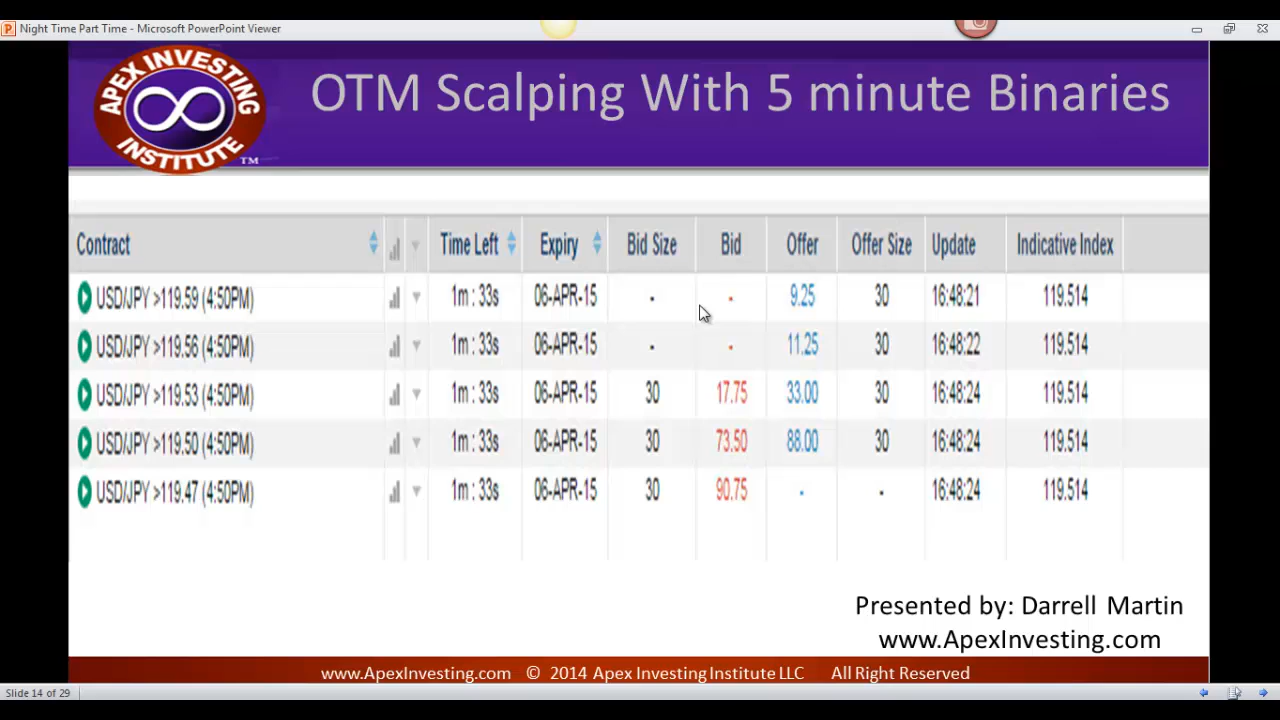 Night Time Part Time - Microsoft PowerPoint Viewer
APEX INVESTING
INSTITUTE TM
OTM Scalping With 5 minute Binaries
Contract Time Left Expiry Bid Size Bid Offer Offer Size Update Indicative Index
USD/JPY >119.59 (4:50PM) 1m : 33s 06-APR-15 - - 9.25 30 16:48:21 119.514
USD/JPY >119.56 (4:50PM) 1m : 33s 06-APR-15 - - 11.25 30 16:48:22 119.514
USD/JPY >119.53 (4:50PM) 1m : 33s 06-APR-15 30 17.75 33.00 30 16:48:24 119.514
USD/JPY >119.50 (4:50PM) 1m : 33s 06-APR-15 30 73.50 88.00 30 16:48:24 119.514
USD/JPY >119.47 (4:50PM) 1m : 33s 06-APR-15 30 90.75 - - 16:48:24 119.514
Presented by: Darrell Martin
www.ApexInvesting.com
www.ApexInvesting.com © 2014 Apex Investing Institute LLC All Right Reserved
Slide 14 of 29